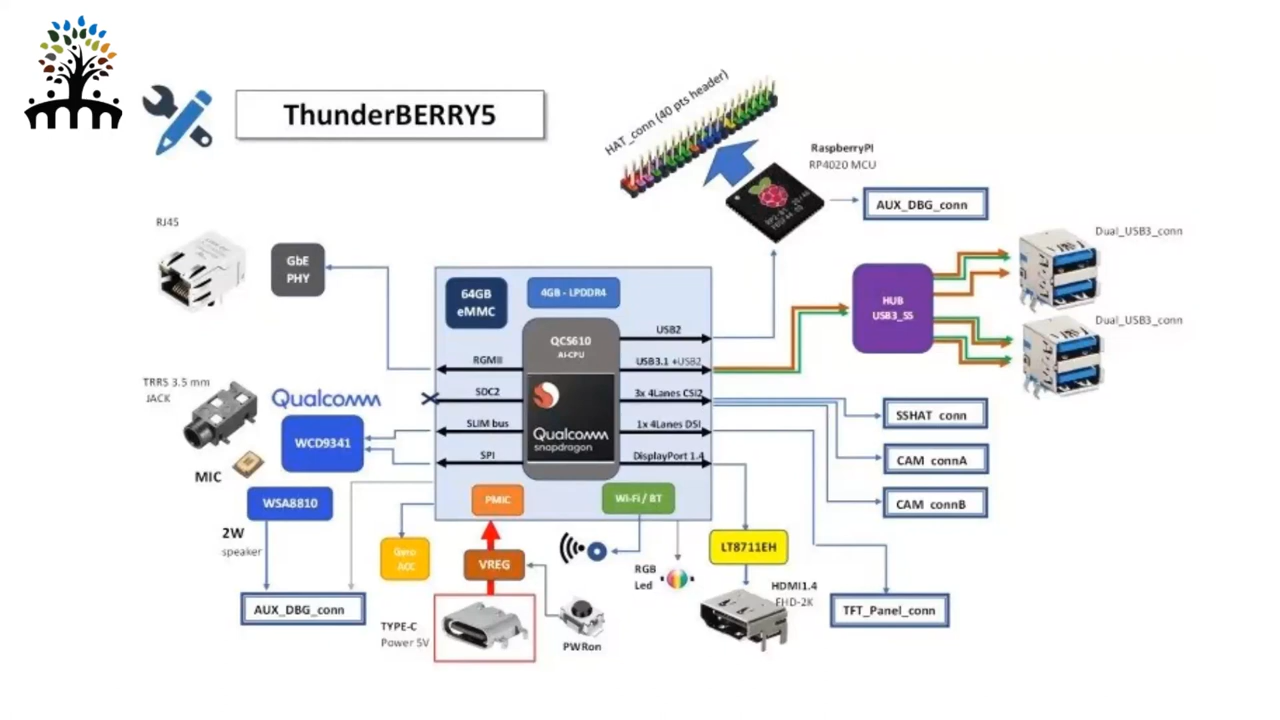 ThunderBERRY5
HAT_conn (40 pts header)
RaspberryPI
RP4020 MCU
AUX_DBG_conn
RJ45
GbE
PHY
Dual_USB3_conn
64GB
eMMC
4GB - LPDDR4
HUB
USB3_SS
QCS610
AI-CPU
USB2
Dual_USB3_conn
RGMII
USB3.1 +USB2
TRRS 3.5 mm
JACK
Qualcomm
SDC2
3x 4Lanes CSI2
SSHAT_conn
WCD9341
SLIM bus
Qualcomm
snapdragon
1x 4Lanes DSI
SPI
DisplayPort 1.4
CAM_connA
MIC
WSA8810
PMIC
Wi-Fi / BT
CAM_connB
2W
speaker
Gyro
ACC
VREG
RGB
Led
LT8711EH
HDMI1.4
FHD-2K
AUX_DBG_conn
TYPE-C
Power 5V
PWRon
TFT_Panel_conn